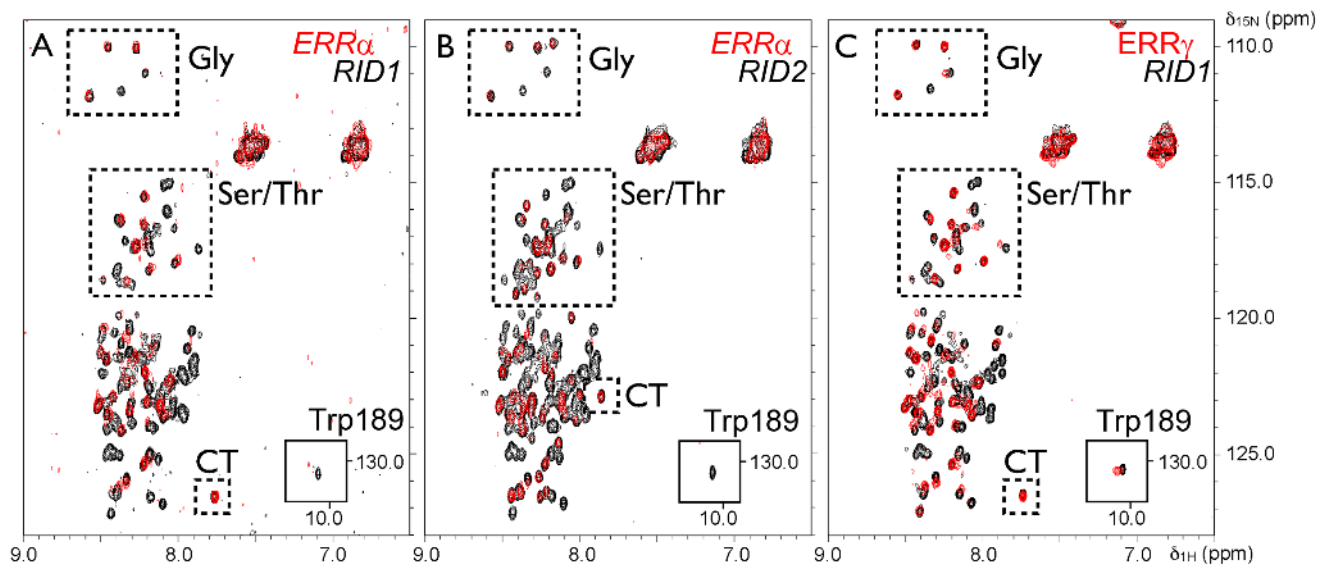 A
ERRα
RID1
Gly
Ser/Thr
Trp189
CT
130.0
10.0
9.0 8.0 7.0
B
ERRα
RID2
Gly
Ser/Thr
CT
Trp189
130.0
10.0
9.0 8.0 7.0
C
ERRγ
RID1
Gly
Ser/Thr
Trp189
CT
130.0
10.0
9.0 8.0 7.0 δ1H (ppm)
δ15N (ppm)
110.0
115.0
120.0
125.0